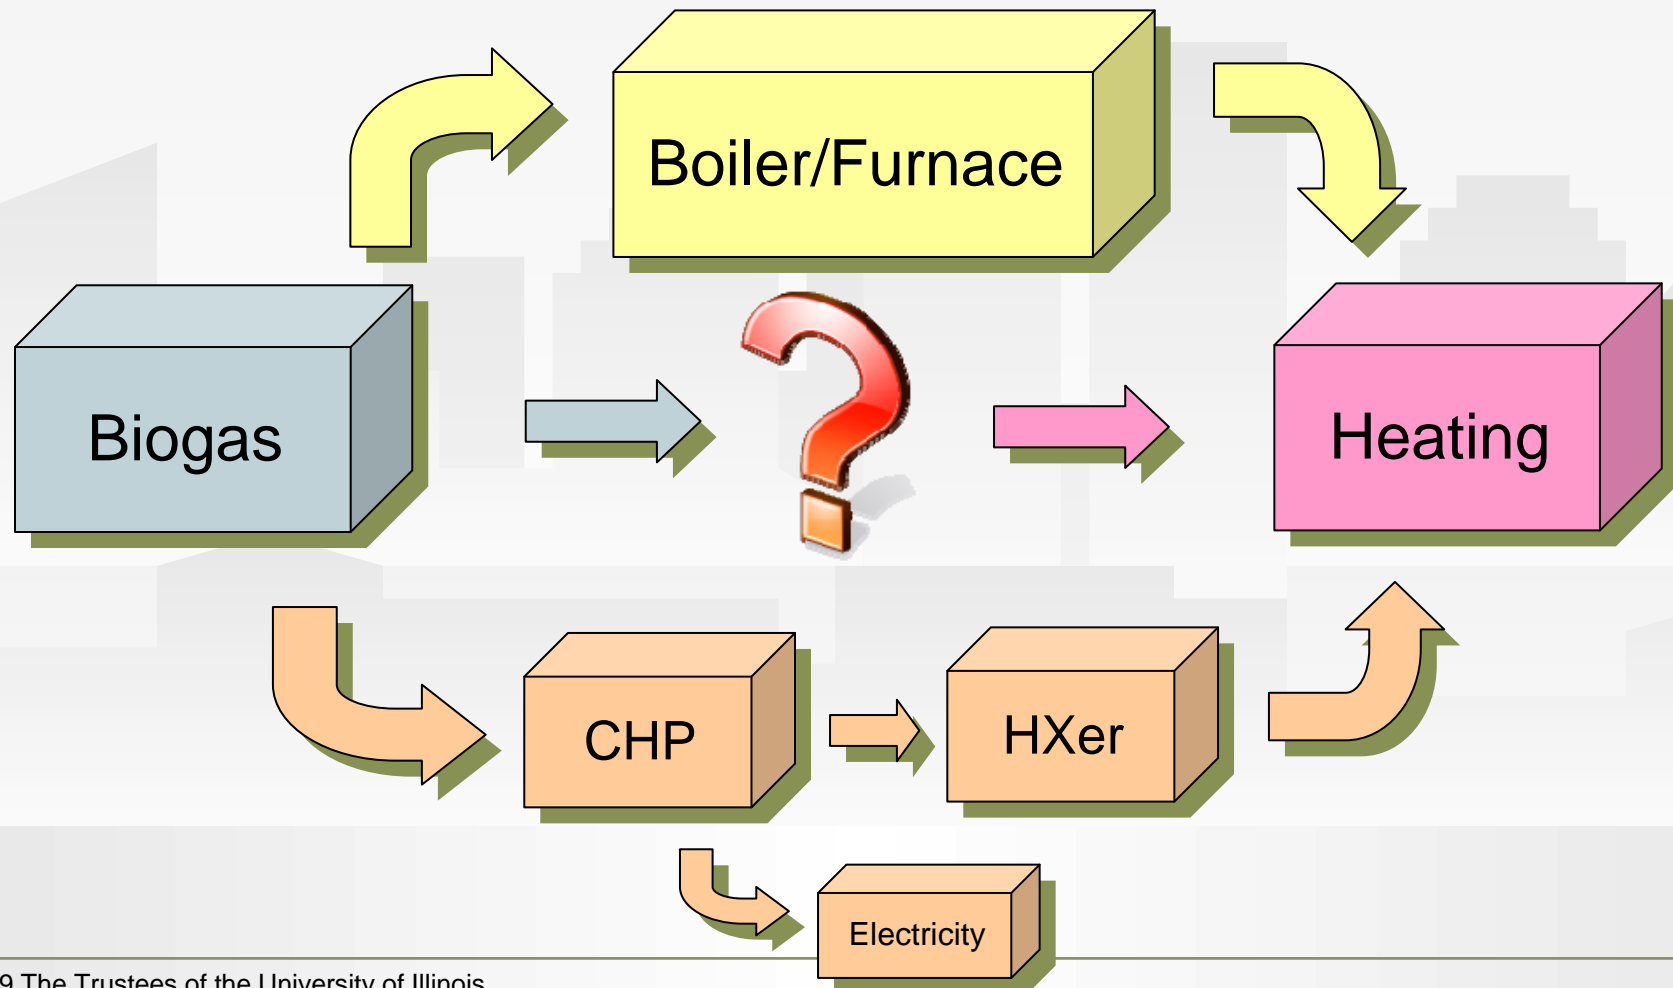 Boiler/Furnace
Biogas
?
Heating
CHP
HXer
Electricity
9 The Trustees of the University of Illinois